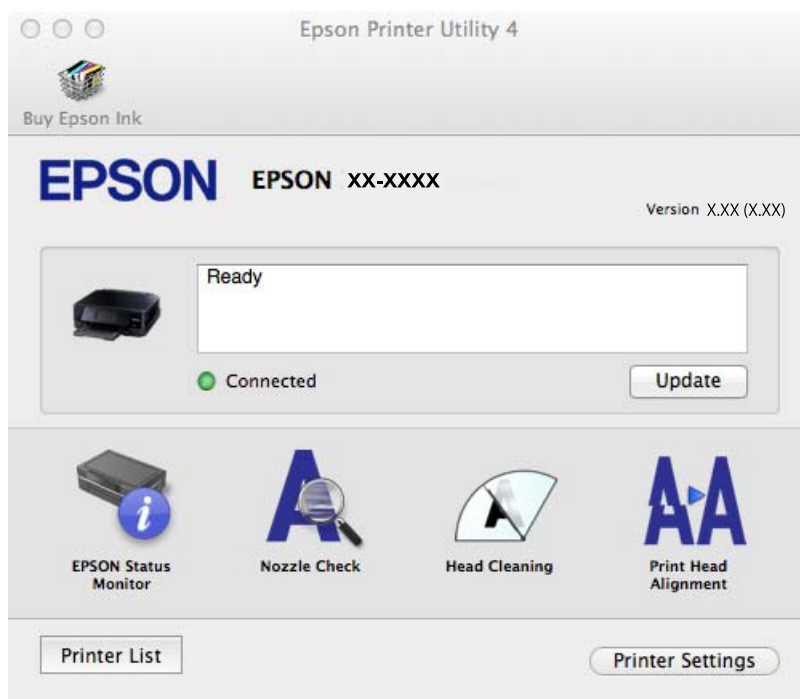 Epson Printer Utility 4
Buy Epson Ink
EPSON
EPSON XX-XXXX
Version X.XX (X.XX)
Ready
Connected
Update
EPSON Status
Monitor
Nozzle Check
Head Cleaning
Print Head
Alignment
Printer List
Printer Settings